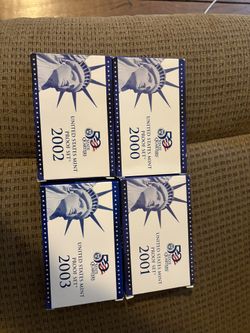 UNITED STATES MINT
PROOF SET
2002
UNITED STATES MINT
PROOF SET
2000
UNITED STATES MINT
PROOF SET
2003
UNITED STATES MINT
PROOF SET
2001